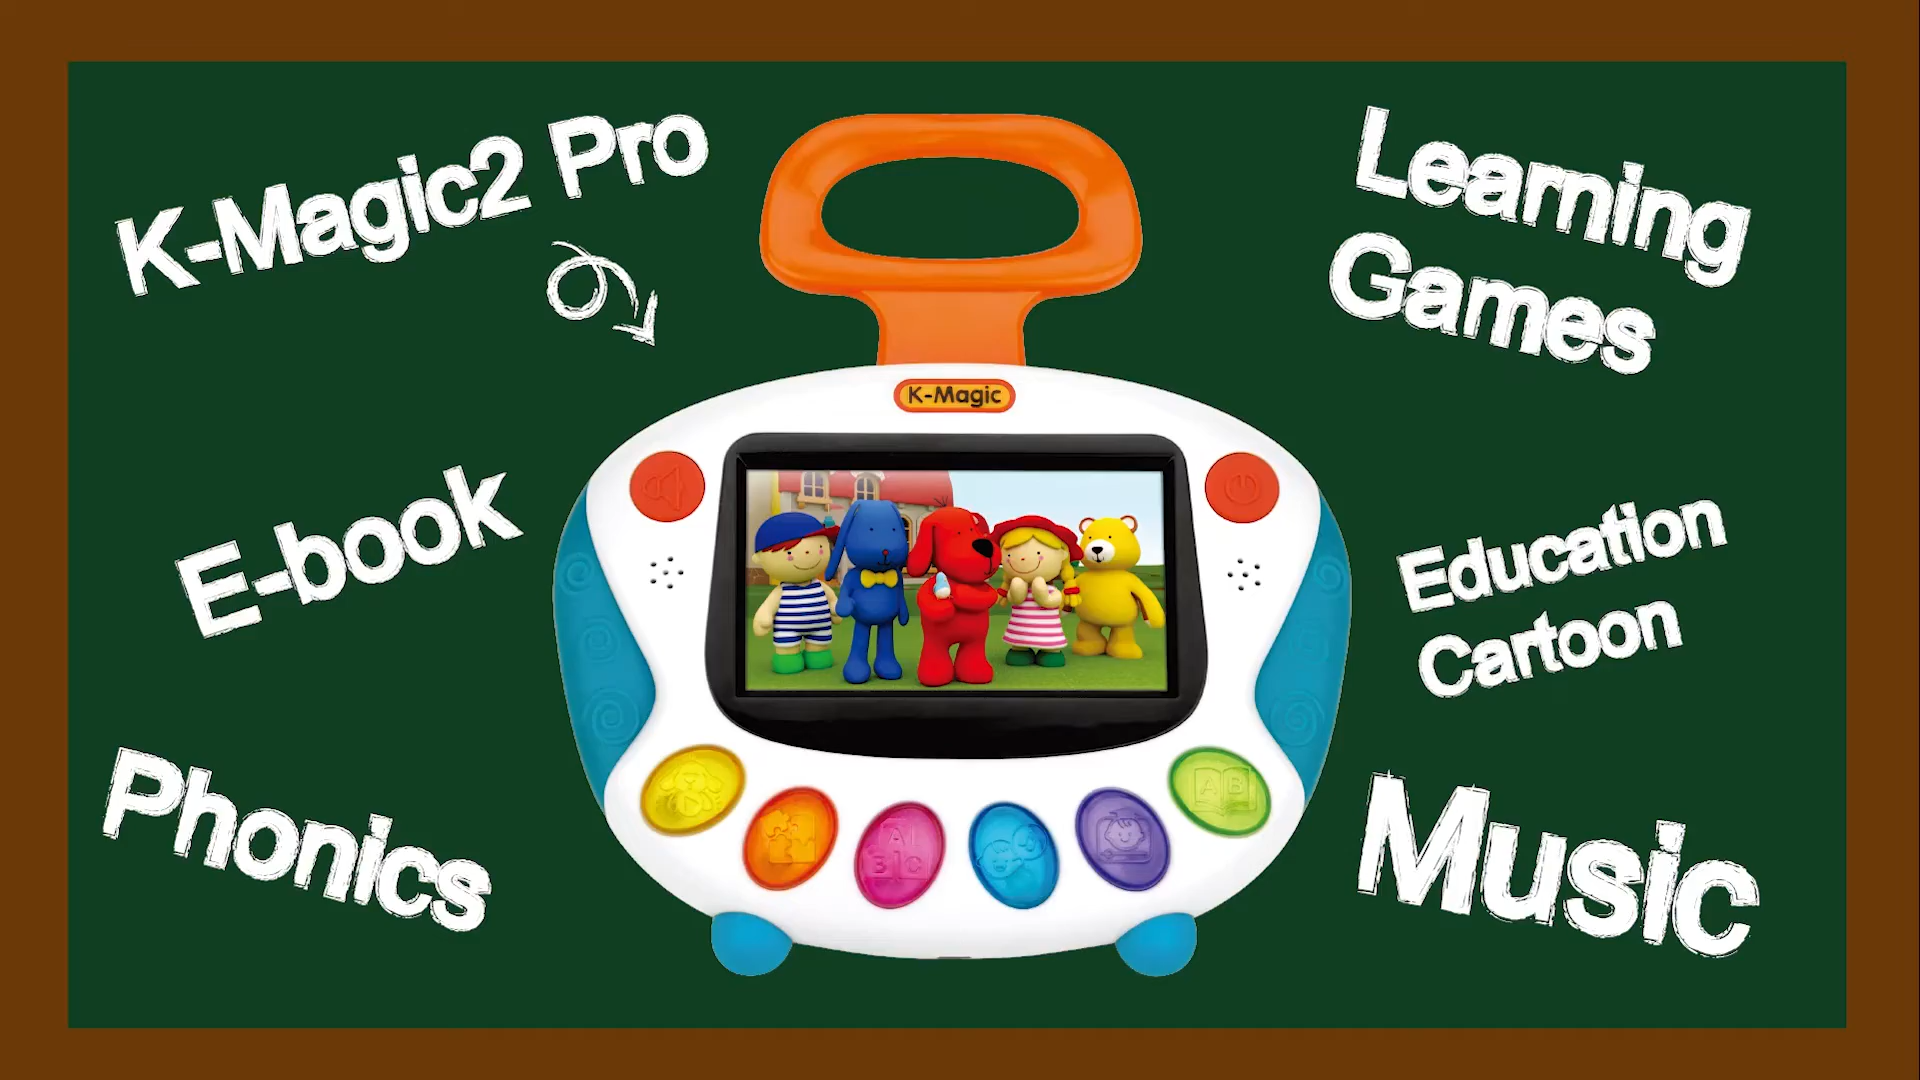 K-Magic2 Pro
Learning
Games
K-Magic
E-book
Education
Cartoon
Phonics
Music
A
B C
A B